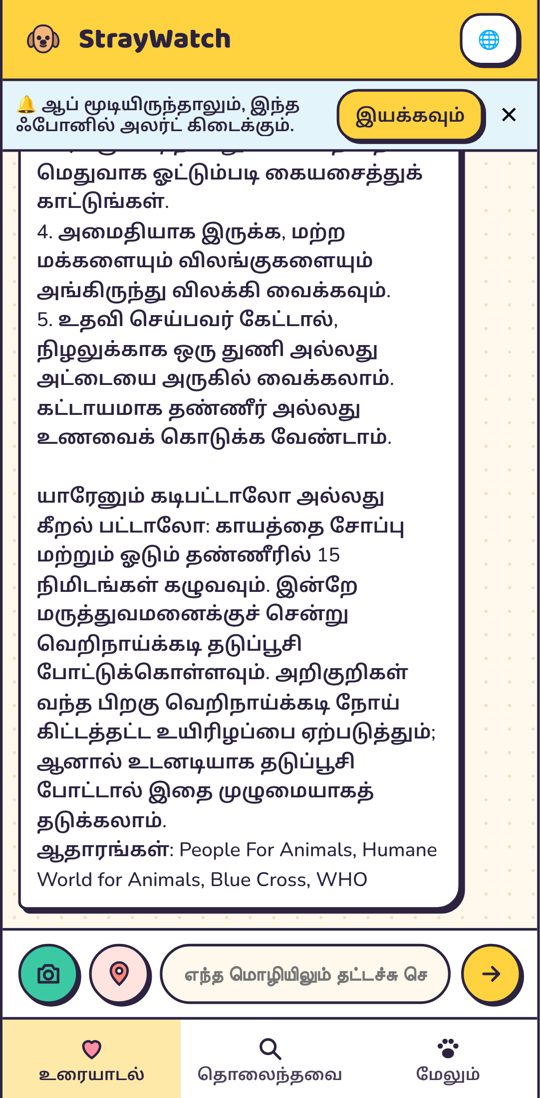 StrayWatch
🔔 ஆப் மூடியிருந்தாலும், இந்த
ஃபோனில் அலர்ட் கிடைக்கும்.
இயக்கவும்
மெதுவாக ஓட்டும்படி கையசைத்துக்
காட்டுங்கள்.
4. அமைதியாக இருக்க, மற்ற
மக்களையும் விலங்குகளையும்
அங்கிருந்து விலக்கி வைக்கவும்.
5. உதவி செய்பவர் கேட்டால்,
நிழலுக்காக ஒரு துணி அல்லது
அட்டையை அருகில் வைக்கலாம்.
கட்டாயமாக தண்ணீர் அல்லது
உணவைக் கொடுக்க வேண்டாம்.
யாரேனும் கடிபட்டாலோ அல்லது
கீறல் பட்டாலோ: காயத்தை சோப்பு
மற்றும் ஓடும் தண்ணீரில் 15
நிமிடங்கள் கழுவவும். இன்றே
மருத்துவமனைக்குச் சென்று
வெறிநாய்க்கடி தடுப்பூசி
போட்டுக்கொள்ளவும். அறிகுறிகள்
வந்த பிறகு வெறிநாய்க்கடி நோய்
கிட்டத்தட்ட உயிரிழப்பை ஏற்படுத்தும்;
ஆனால் உடனடியாக தடுப்பூசி
போட்டால் இதை முழுமையாகத்
தடுக்கலாம்.
ஆதாரங்கள்: People For Animals, Humane
World for Animals, Blue Cross, WHO
எந்த மொழியிலும் தட்டச்சு செ
உரையாடல்
தொலைந்தவை
மேலும்